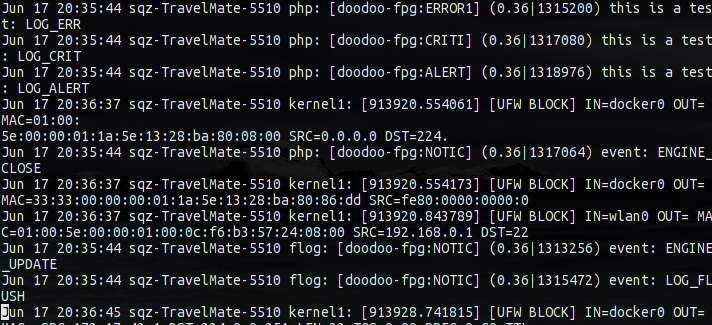 Jun 17 20:35:44 sqz-TravelMate-5510 php: [doodoo-fpg:ERROR1] (0.36|1315200) this is a tes
t: LOG_ERR
Jun 17 20:35:44 sqz-TravelMate-5510 php: [doodoo-fpg:CRITI] (0.36|1317080) this is a test
: LOG_CRIT
Jun 17 20:35:44 sqz-TravelMate-5510 php: [doodoo-fpg:ALERT] (0.36|1318976) this is a test
: LOG_ALERT
Jun 17 20:36:37 sqz-TravelMate-5510 kernel1: [913920.554061] [UFW BLOCK] IN=docker0 OUT=
MAC=01:00:
5e:00:00:01:1a:5e:13:28:ba:80:08:00 SRC=0.0.0.0 DST=224.
Jun 17 20:35:44 sqz-TravelMate-5510 php: [doodoo-fpg:NOTIC] (0.36|1317064) event: ENGINE_
CLOSE
Jun 17 20:36:37 sqz-TravelMate-5510 kernel1: [913920.554173] [UFW BLOCK] IN=docker0 OUT=
MAC=33:33:00:00:00:01:1a:5e:13:28:ba:80:86:dd SRC=fe80:0000:0000:0
Jun 17 20:36:37 sqz-TravelMate-5510 kernel1: [913920.843789] [UFW BLOCK] IN=wlan0 OUT= MA
C=01:00:5e:00:00:01:00:0c:f6:b3:57:24:08:00 SRC=192.168.0.1 DST=22
Jun 17 20:35:44 sqz-TravelMate-5510 flog: [doodoo-fpg:NOTIC] (0.36|1313256) event: ENGINE
_UPDATE
Jun 17 20:35:44 sqz-TravelMate-5510 flog: [doodoo-fpg:NOTIC] (0.36|1315472) event: LOG_FL
USH
Jun 17 20:36:45 sqz-TravelMate-5510 kernel1: [913928.741815] [UFW BLOCK] IN=docker0 OUT=